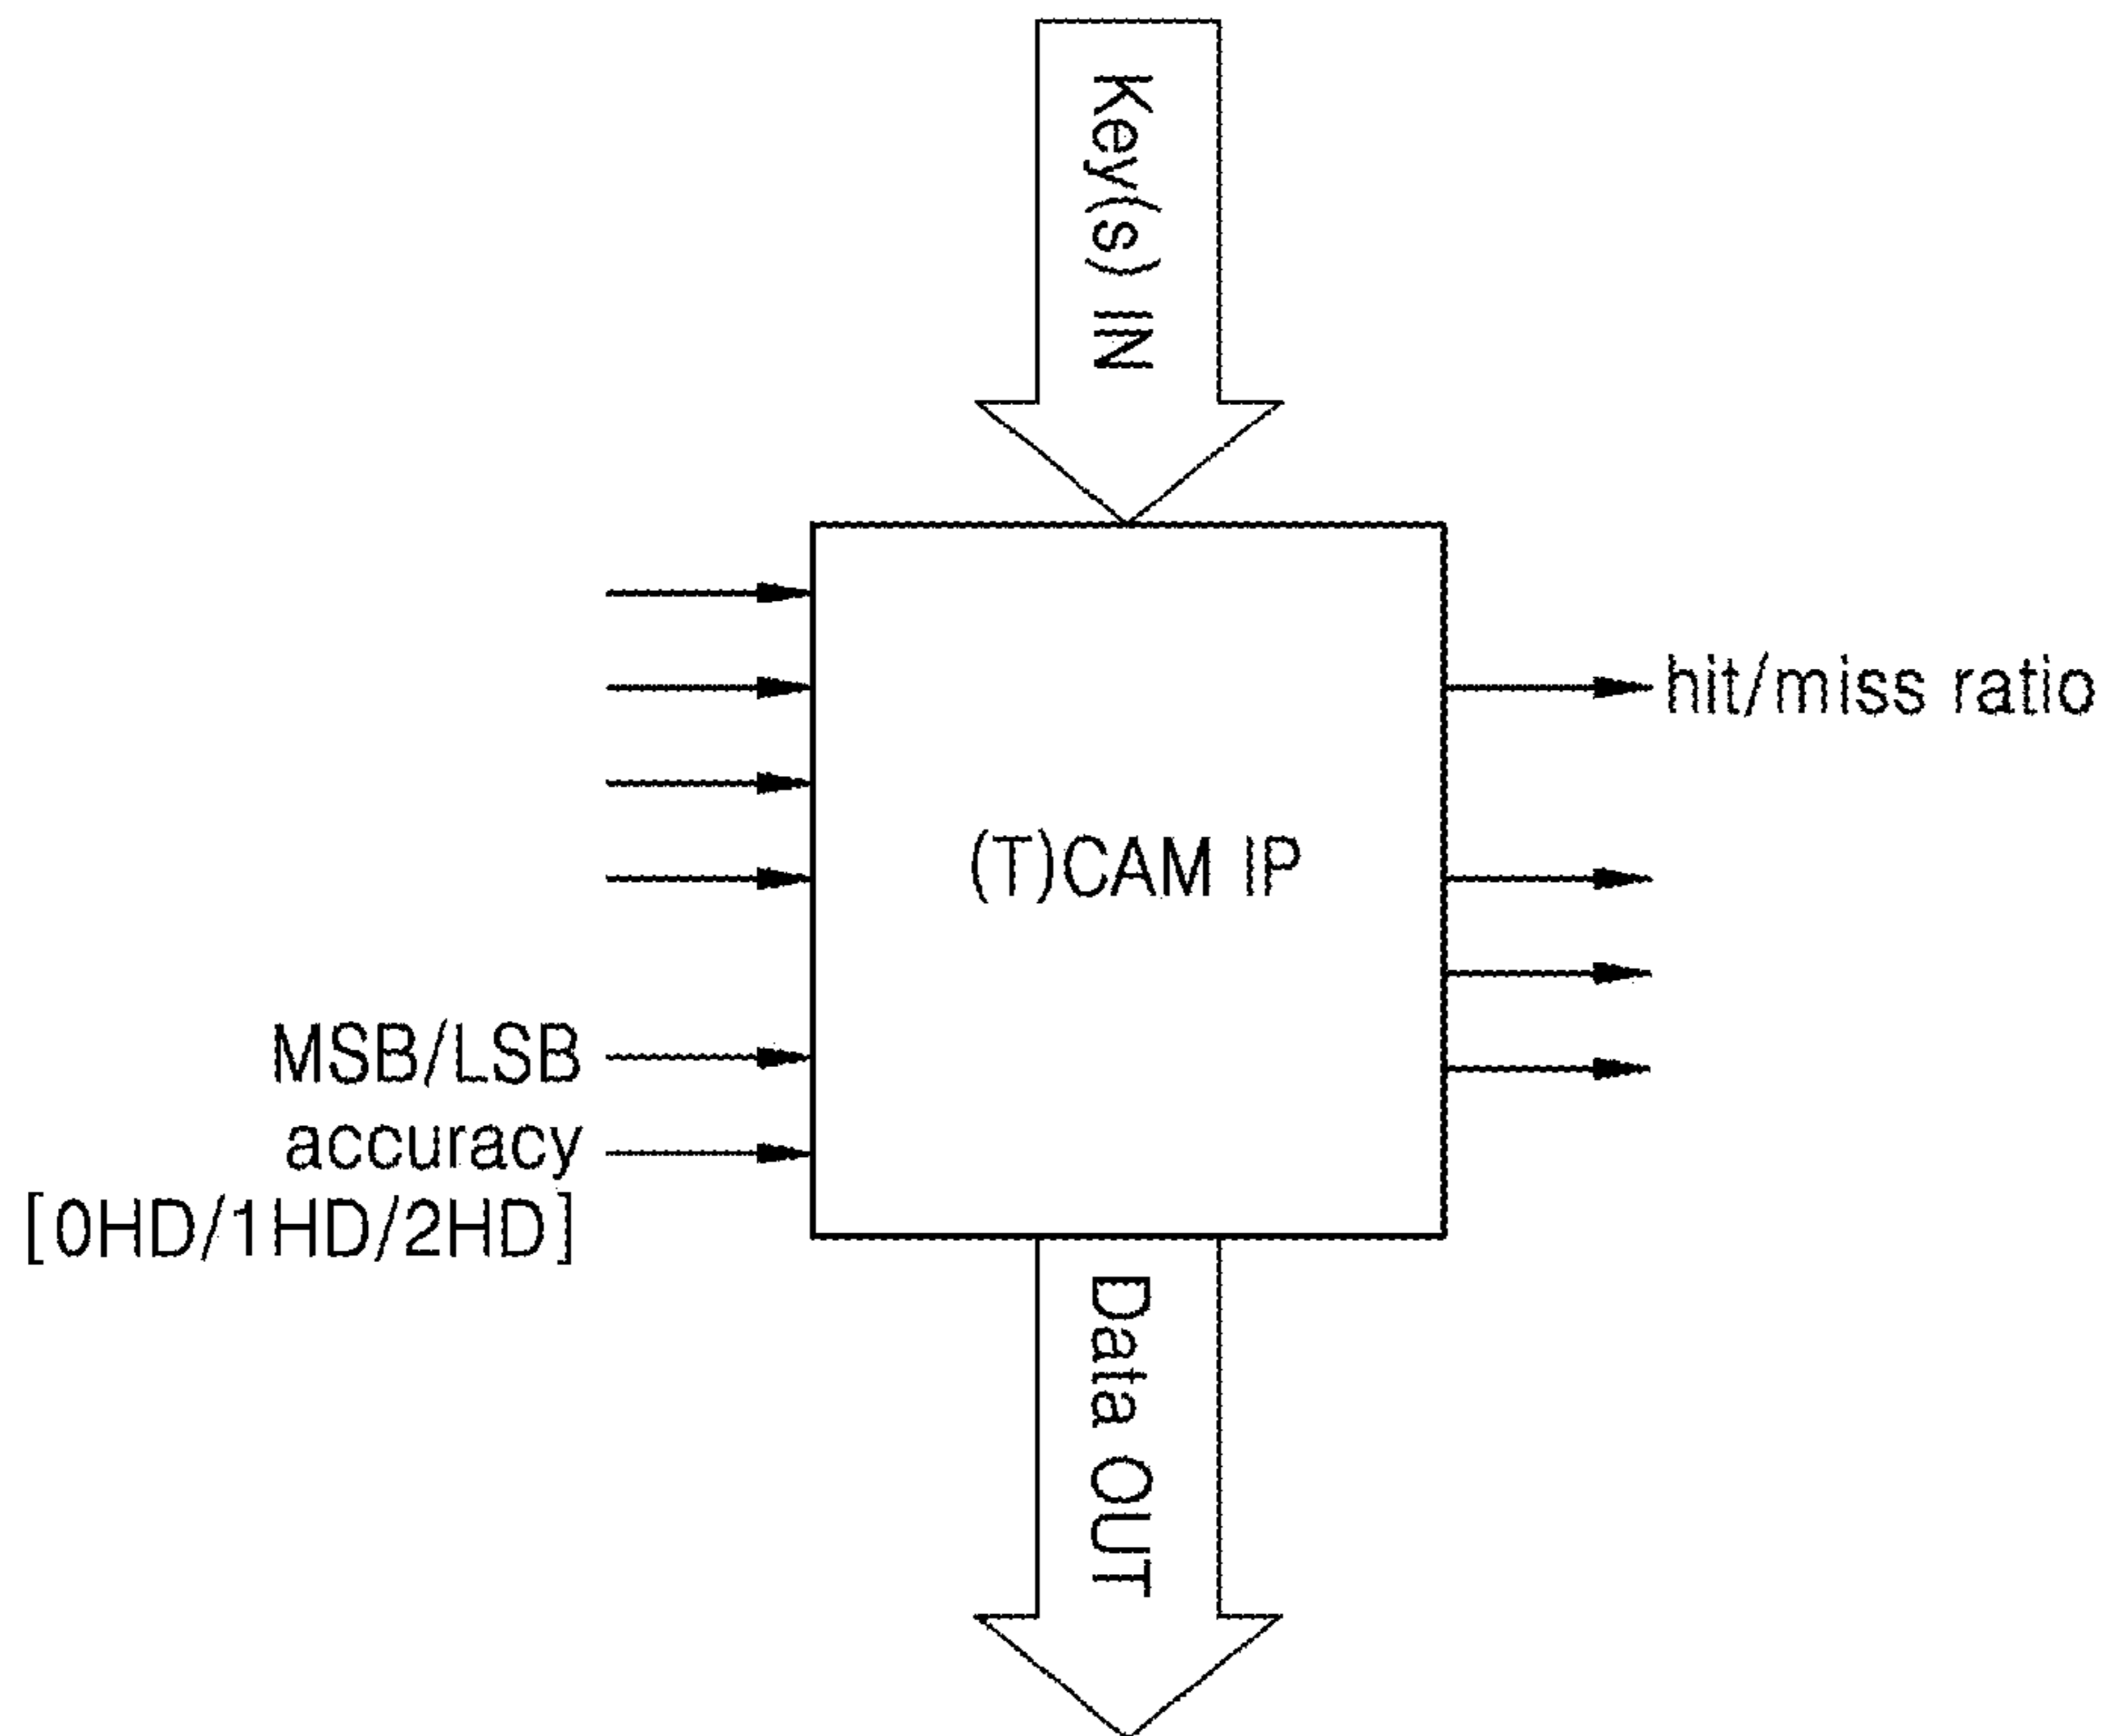 Key(s) IN
hit/miss ratio
(T)CAM IP
MSB/LSB
accuracy
[0HD/1HD/2HD]
Data OUT